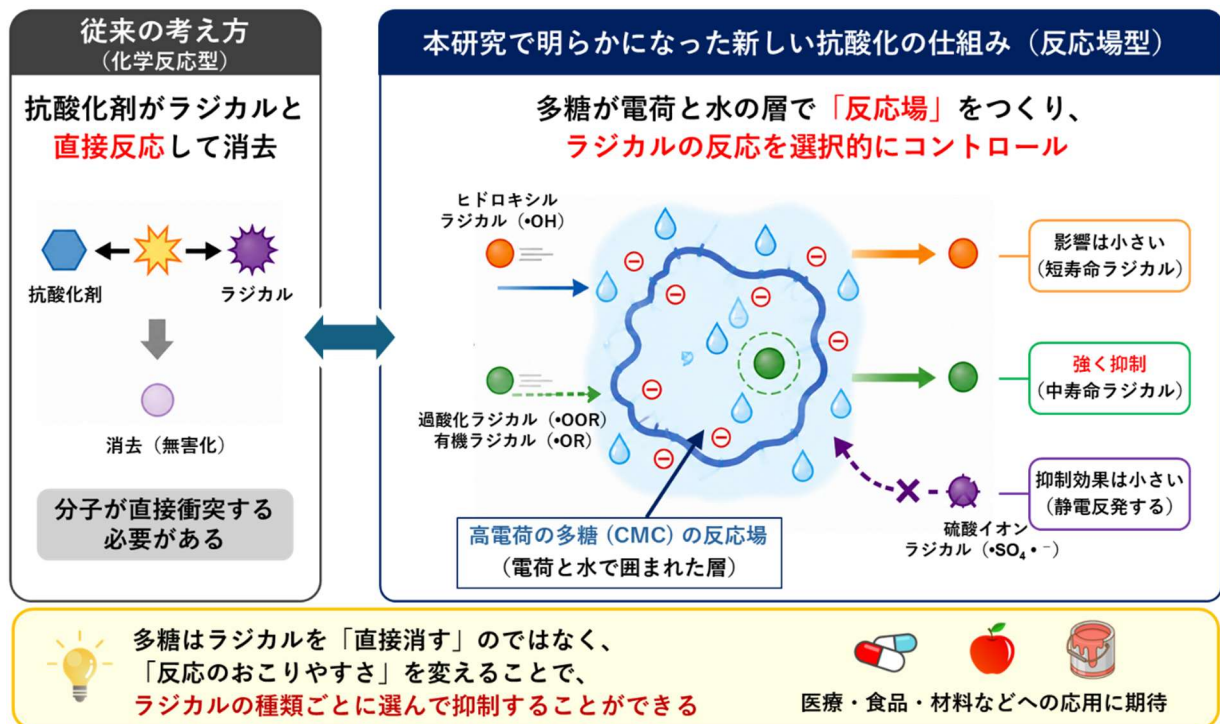 従来の考え方
（化学反応型）
抗酸化剤がラジカルと
直接反応して消去
抗酸化剤
ラジカル
消去（無害化）
分子が直接衝突する
必要がある
本研究で明らかになった新しい抗酸化の仕組み（反応場型）
多糖が電荷と水の層で「反応場」をつくり、
ラジカルの反応を選択的にコントロール
ヒドロキシル
ラジカル（•OH）
過酸化ラジカル（•OOR）
有機ラジカル（•OR）
高電荷の多糖（CMC）の反応場
（電荷と水で囲まれた層）
影響は小さい
（短寿命ラジカル）
強く抑制
（中寿命ラジカル）
抑制効果は小さい
（静電反発する）
硫酸イオン
ラジカル（•SO₄•⁻）
多糖はラジカルを「直接消す」のではなく、
「反応のおこりやすさ」を変えることで、
ラジカルの種類ごとに選んで抑制することができる
医療・食品・材料などへの応用に期待